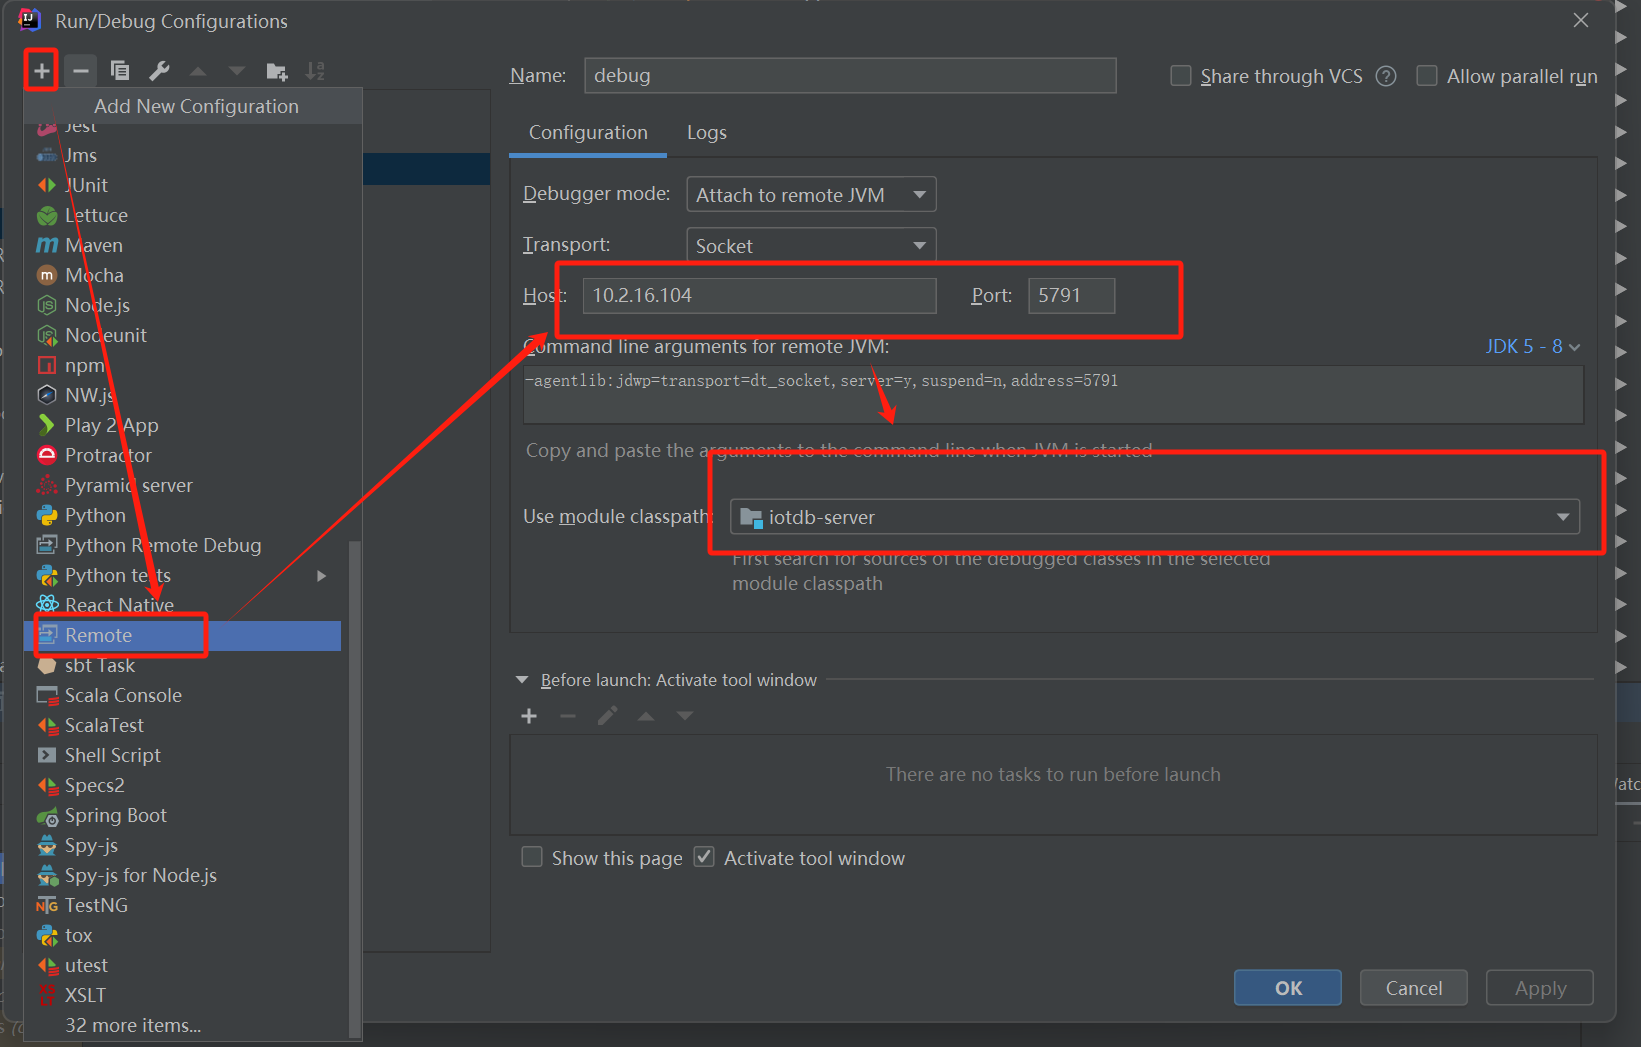 Run/Debug Configurations
Add New Configuration
Jest
Jms
JUnit
Lettuce
Maven
Mocha
Node.js
Nodeunit
npm
NW.js
Play 2 App
Protractor
Pyramid server
Python
Python Remote Debug
Python tests
React Native
Remote
sbt Task
Scala Console
ScalaTest
Shell Script
Specs2
Spring Boot
Spy-js
Spy-js for Node.js
TestNG
tox
utest
XSLT
32 more items...
Name: debug
Share through VCS
Allow parallel run
Configuration Logs
Debugger mode: Attach to remote JVM
Transport: Socket
Host: 10.2.16.104 Port: 5791
Command line arguments for remote JVM: JDK 5 - 8
-agentlib:jdwp=transport=dt_socket,server=y,suspend=n,address=5791
Copy and paste the arguments to the command line when JVM is started
Use module classpath: iotdb-server
First search for sources of the debugged classes in the selected
module classpath
Before launch: Activate tool window
There are no tasks to run before launch
Show this page Activate tool window
OK Cancel Apply